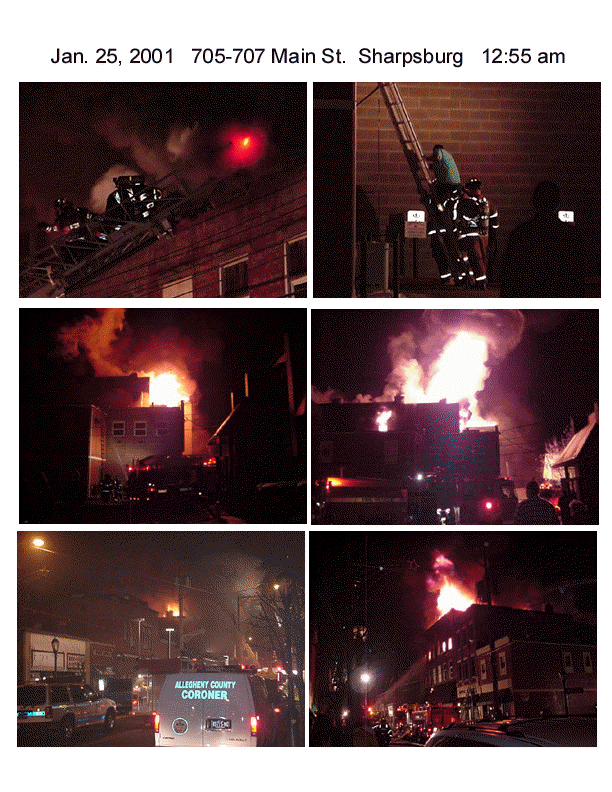 Jan. 25, 2001 705-707 Main St. Sharpsburg 12:55 am
ALLEGHENY COUNTY
CORONER